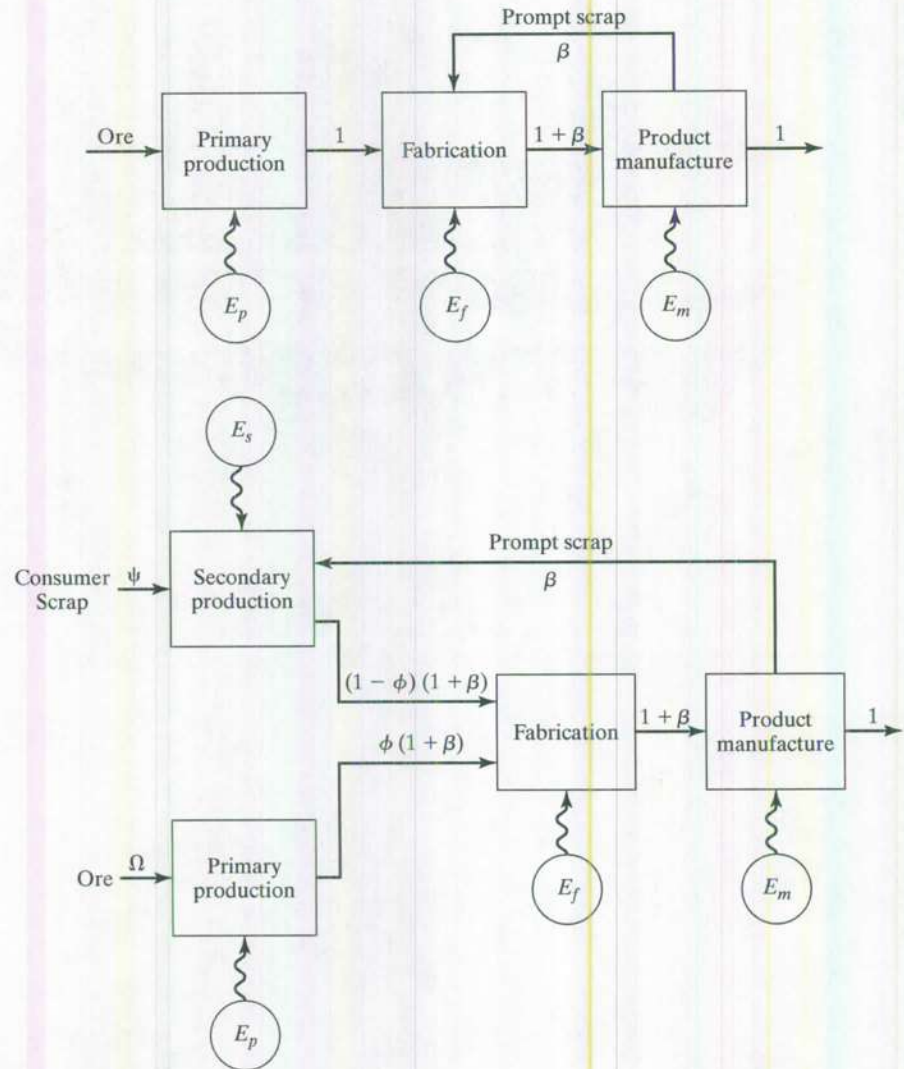 Prompt scrap
β
Ore
Primary
production
1
Fabrication
1 + β
Product
manufacture
1
E_p
E_f
E_m
E_s
Prompt scrap
β
Consumer
Scrap
ψ
Secondary
production
(1 − ϕ) (1 + β)
Fabrication
1 + β
Product
manufacture
1
ϕ (1 + β)
Ore
Ω
Primary
production
E_f
E_m
E_p